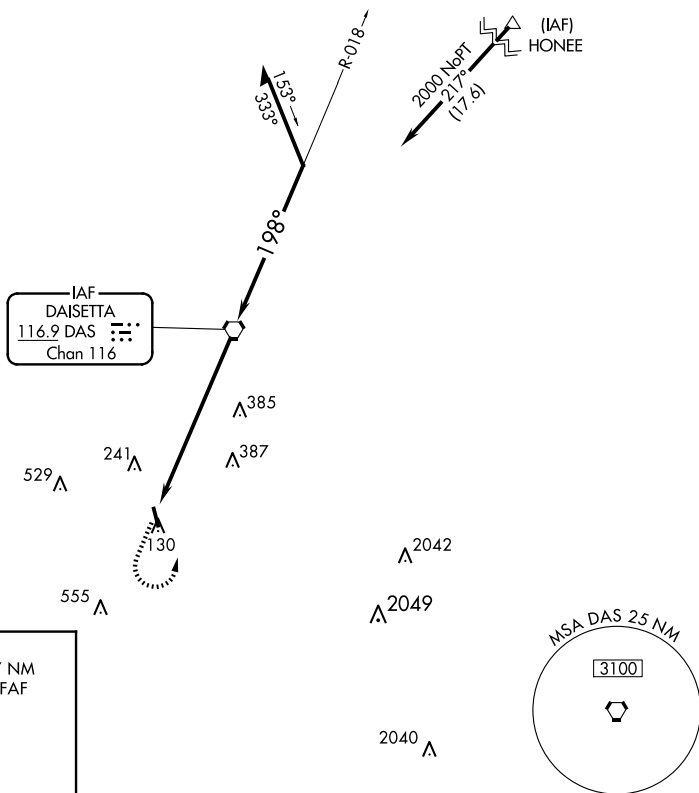 R-018
(IAF)
HONEE
2000 NoPT
217°
(17.6)
153°
333°
198°
IAF
DAISETTA
116.9 DAS
Chan 116
385
387
241
529
130
2042
555
2049
MSA DAS 25 NM
3100
NM
FAF
2040